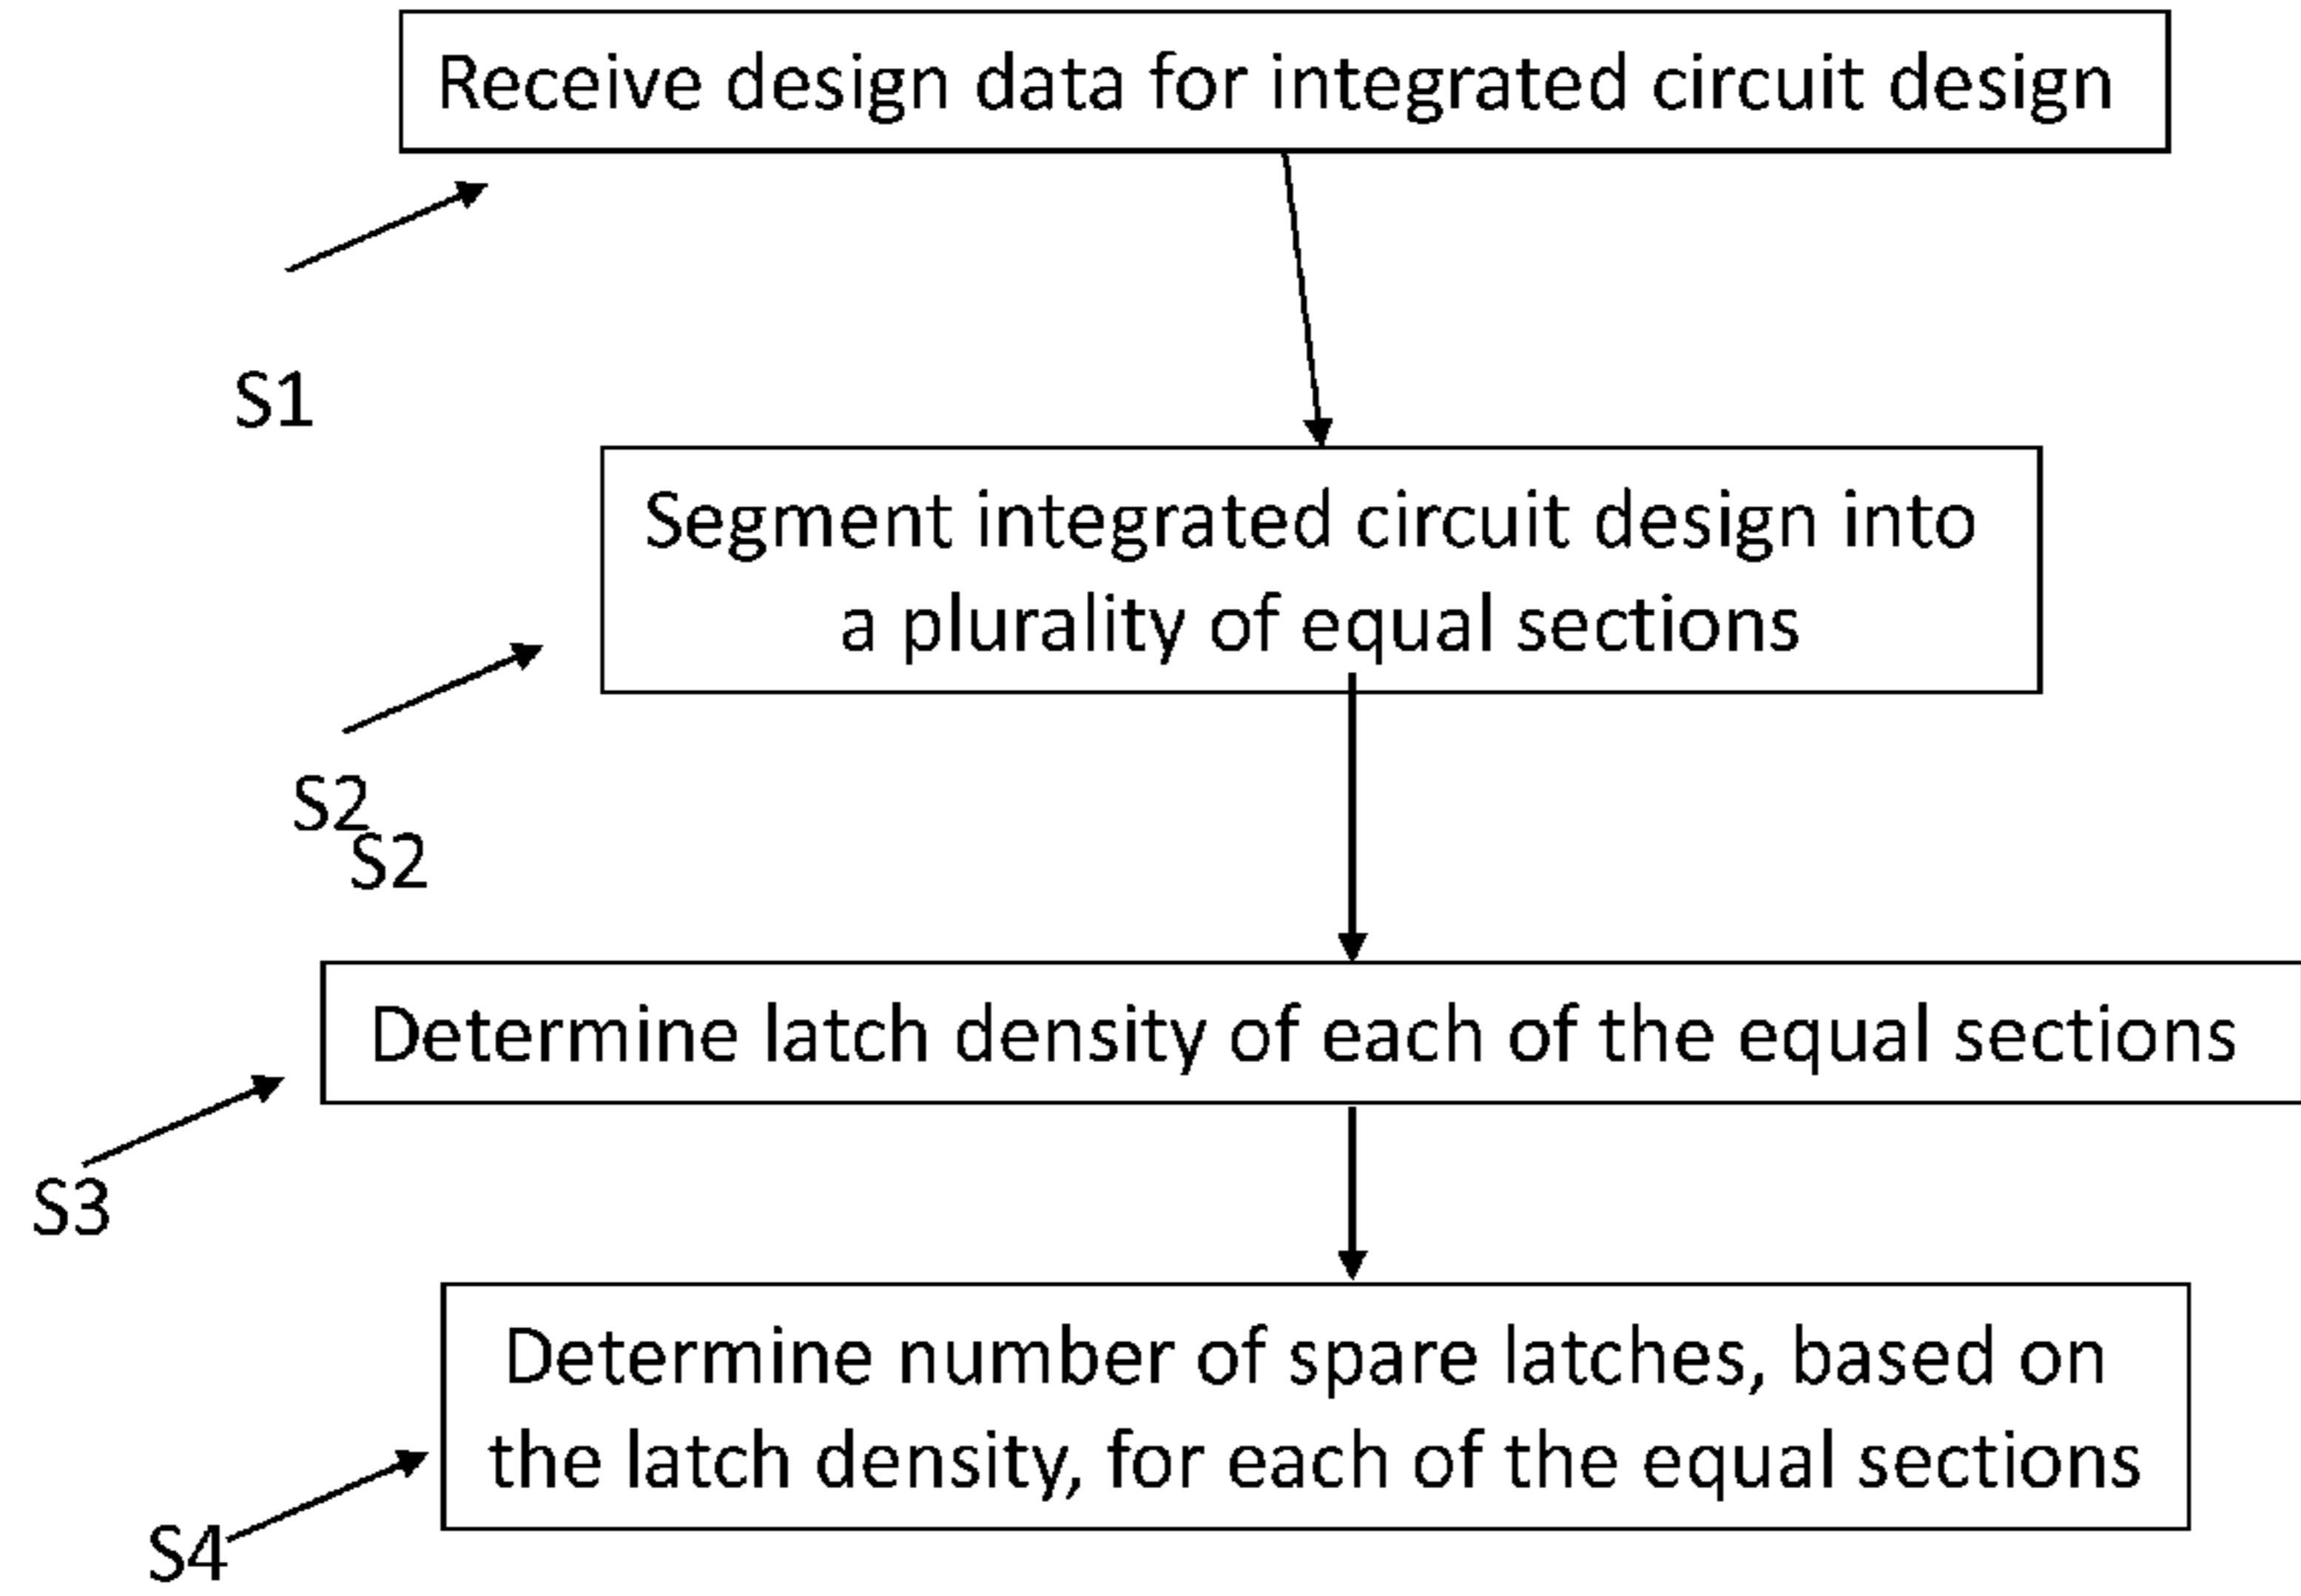 Receive design data for integrated circuit design
S1
Segment integrated circuit design into
a plurality of equal sections
S2
S2
Determine latch density of each of the equal sections
S3
Determine number of spare latches, based on
the latch density, for each of the equal sections
S4